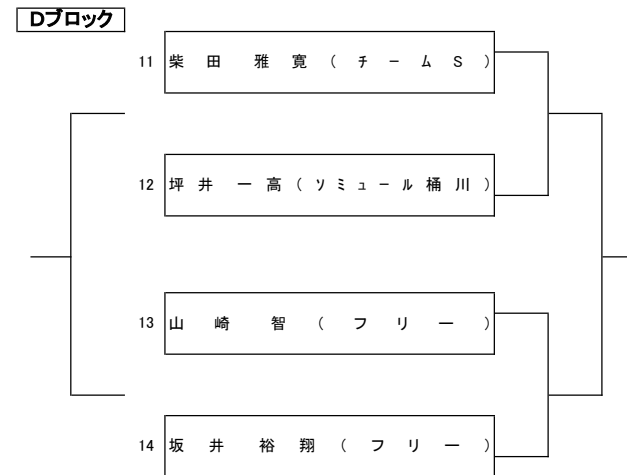 Dブロック
11 柴田 雅寛(チームS)
12 坪井 一高(ソミュール桶川)
13 山崎 智(フリー)
14 坂井 裕翔(フリー)